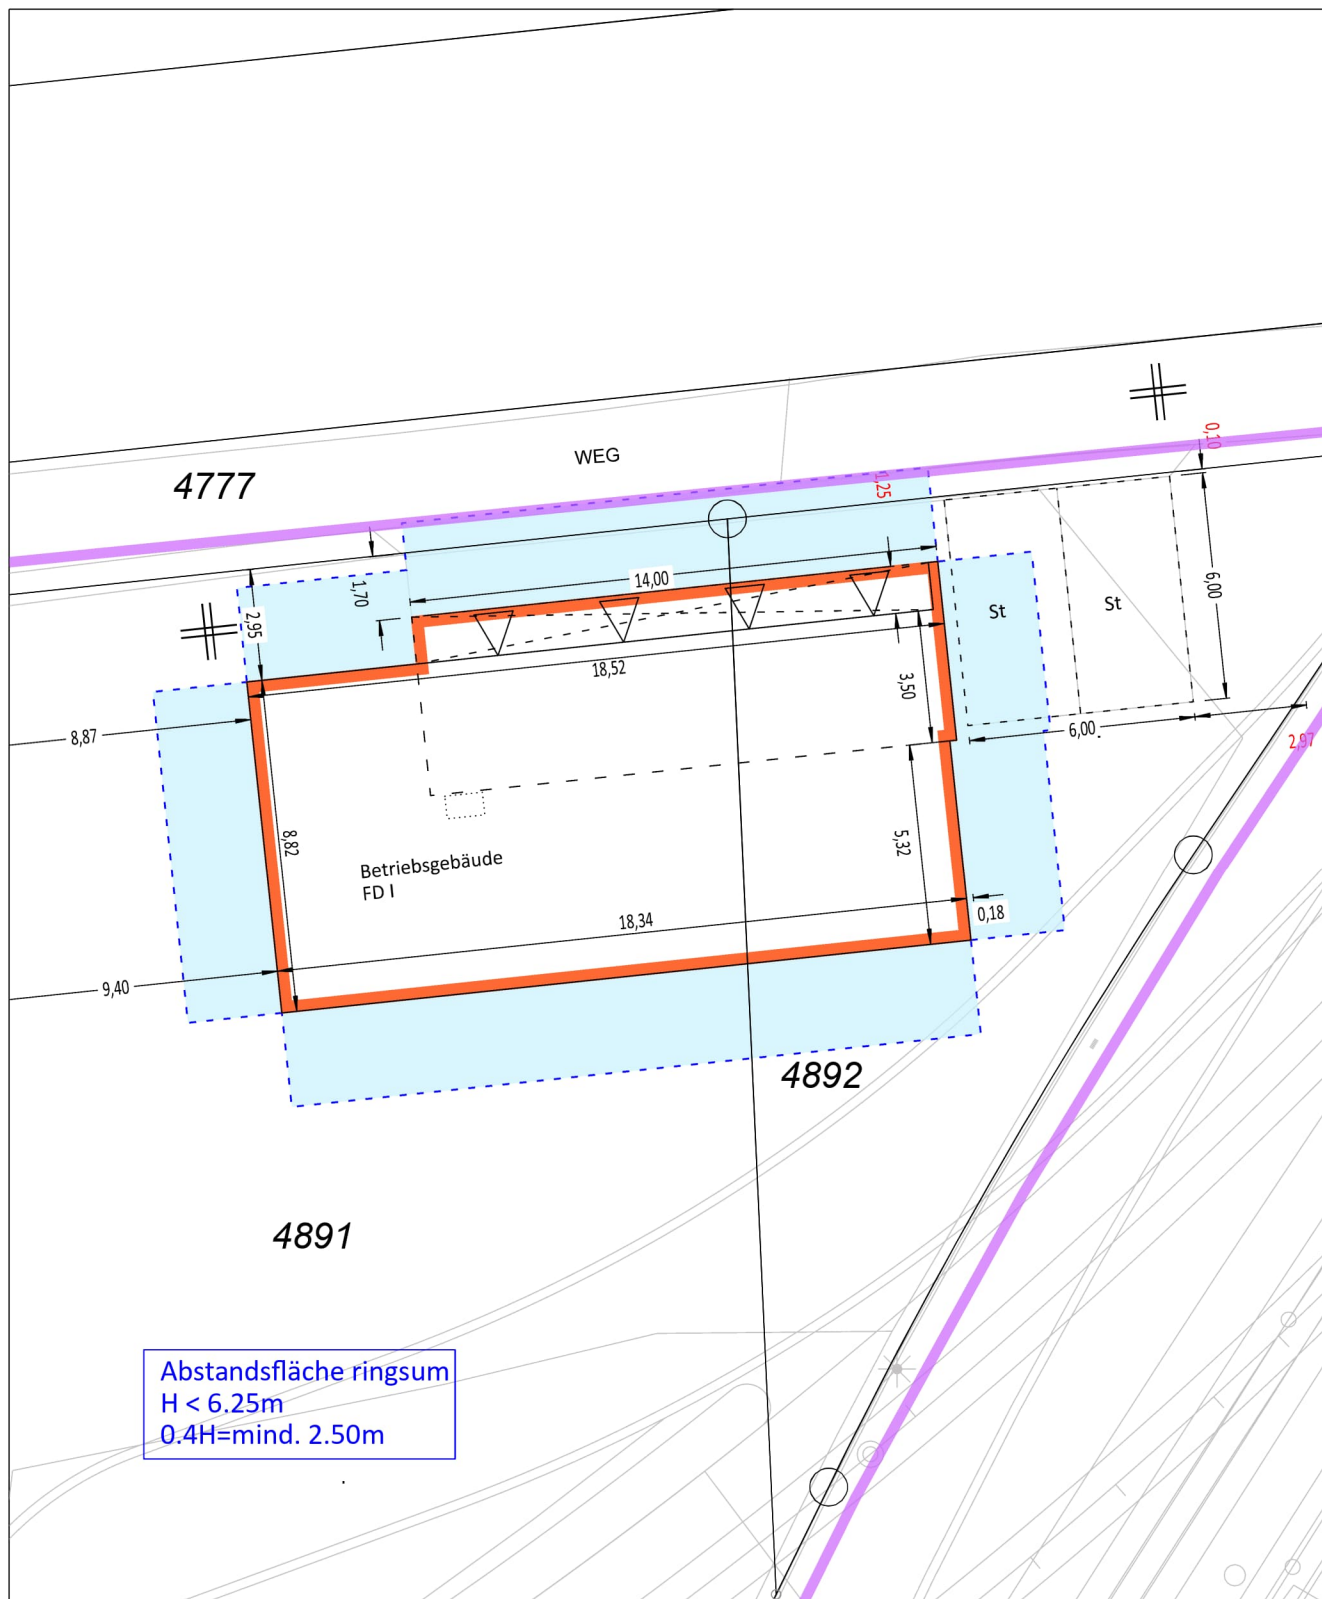 WEG
4777
0,10
1,25
14,00
1,70
2,95
6,00
St
St
18,52
3,50
8,87
6,00
2,97
8,82
5,32
Betriebsgebäude
FD I
18,34
0,18
9,40
4892
4891
Abstandsfläche ringsum
H < 6.25m
0.4H=mind. 2.50m